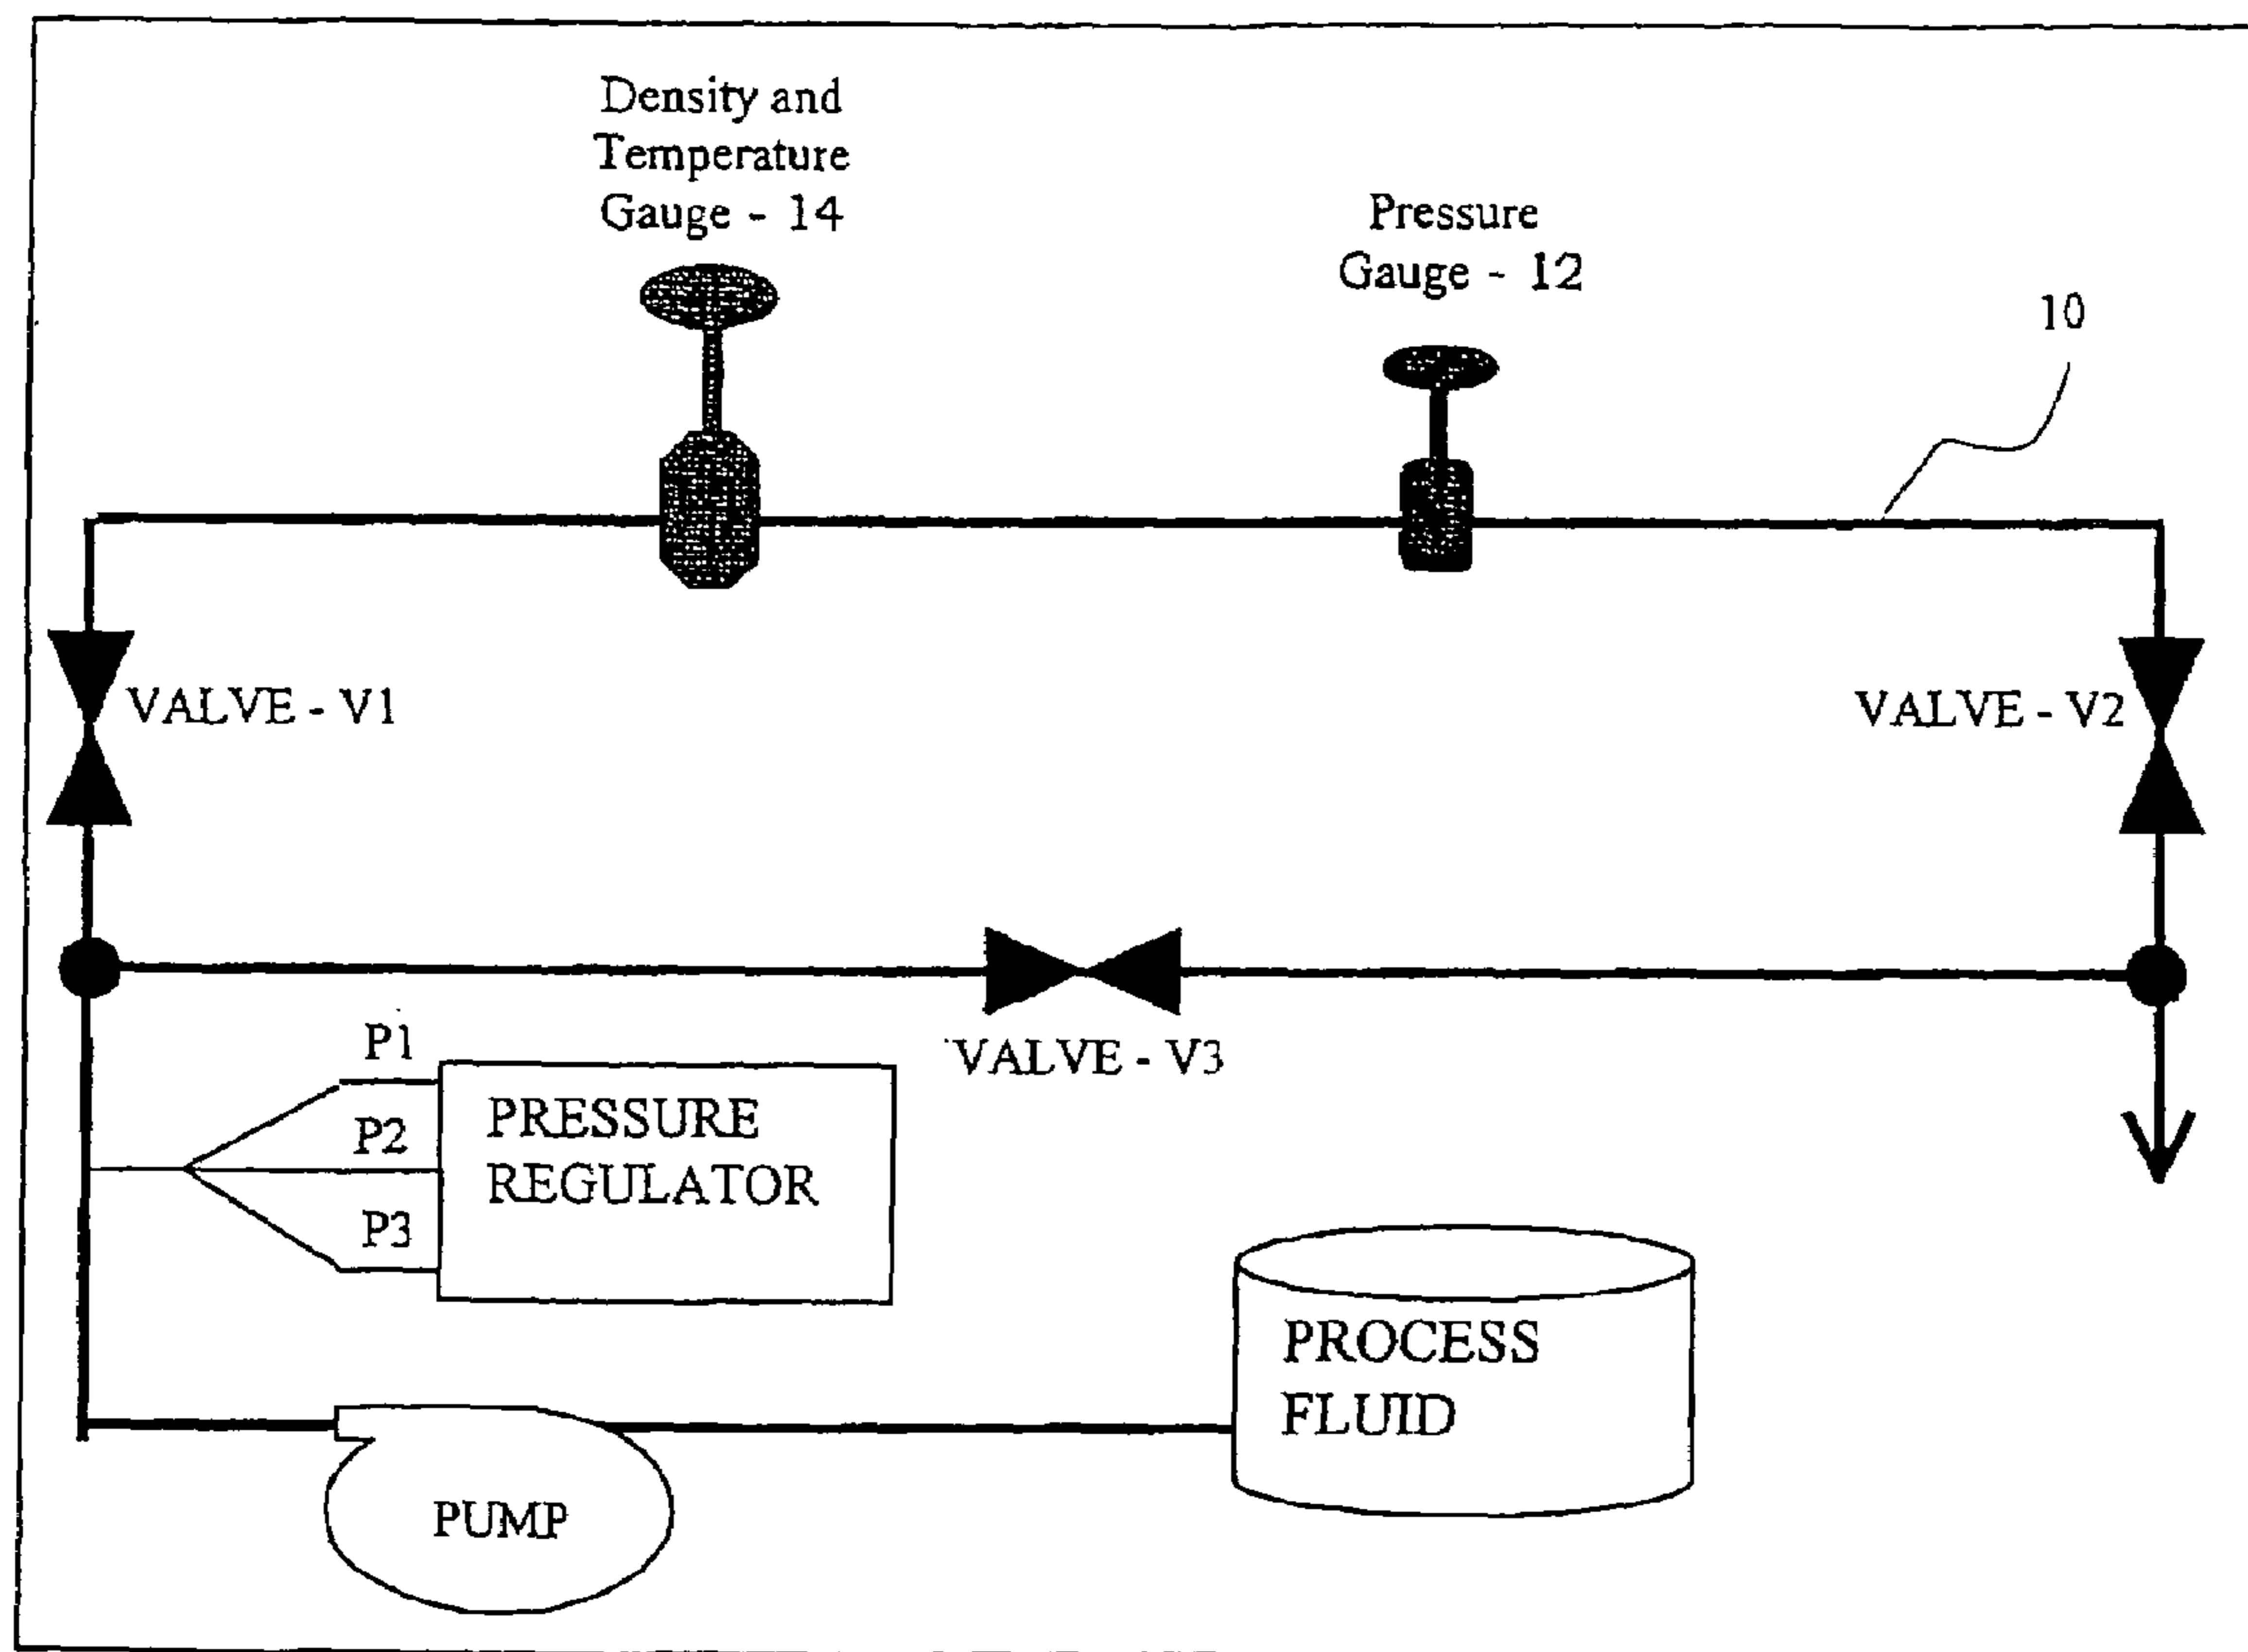 Density and
Temperature
Gauge - 14
Pressure
Gauge - 12
10
VALVE - V1
VALVE - V2
VALVE - V3
P1
P2
P3
PRESSURE
REGULATOR
PROCESS
FLUID
PUMP